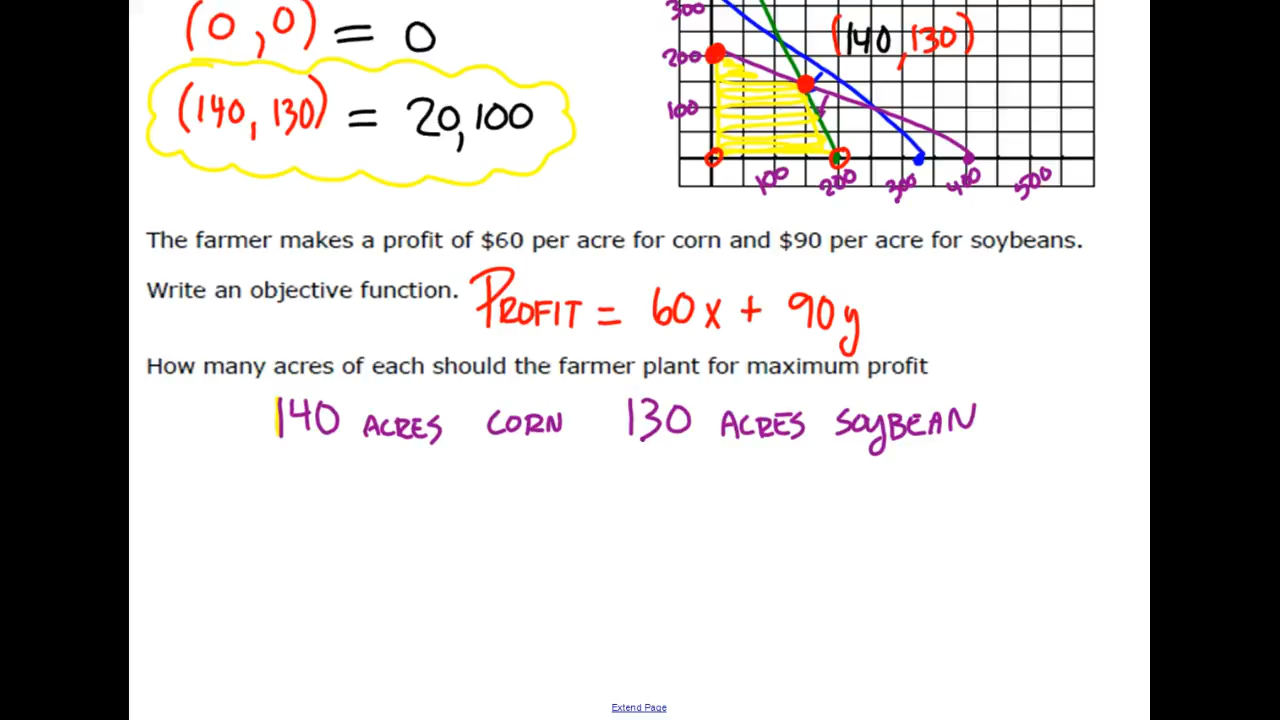 (0, 0) = 0
(140, 130) = 20,100
300
200
100
(140, 130)
100 200 300 400 500
The farmer makes a profit of $60 per acre for corn and $90 per acre for soybeans.
Write an objective function. PROFIT = 60x + 90y
How many acres of each should the farmer plant for maximum profit
140 ACRES CORN 130 ACRES SOYBEAN
Extend Page